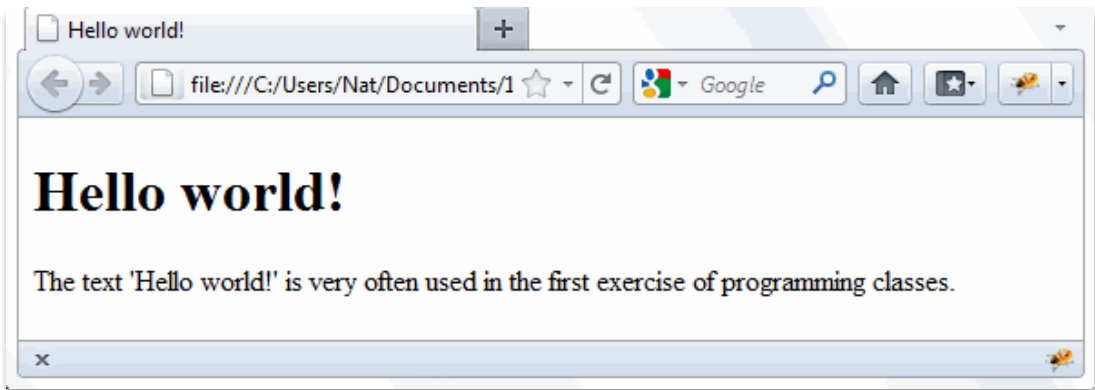 Hello world!
file:///C:/Users/Nat/Documents/1
Google
Hello world!
The text 'Hello world!' is very often used in the first exercise of programming classes.